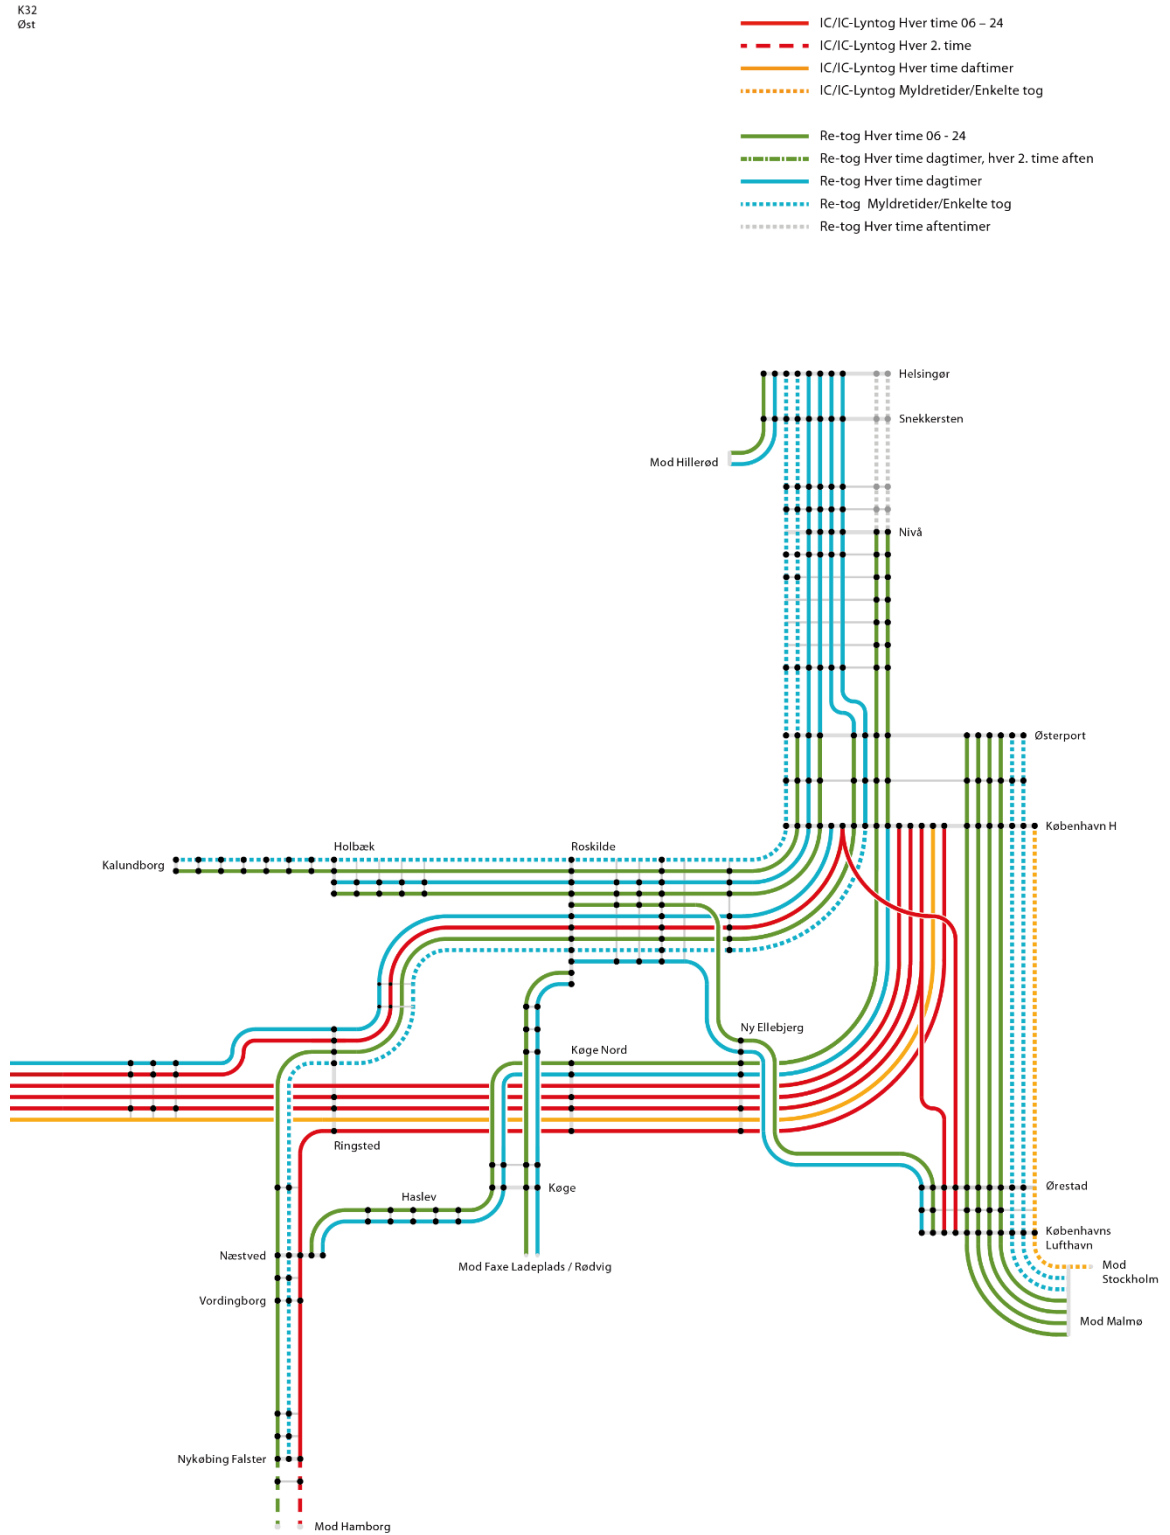 K32
Øst
IC/IC-Lyntog Hver time 06 – 24
IC/IC-Lyntog Hver 2. time
IC/IC-Lyntog Hver time daftimer
IC/IC-Lyntog Myldretider/Enkelte tog
Re-tog Hver time 06 - 24
Re-tog Hver time dagtimer, hver 2. time aften
Re-tog Hver time dagtimer
Re-tog  Myldretider/Enkelte tog
Re-tog Hver time aftentimer
Helsingør
Snekkersten
Mod Hillerød
Nivå
Østerport
København H
Holbæk
Roskilde
Kalundborg
Ny Ellebjerg
Køge Nord
Ringsted
Haslev
Køge
Ørestad
Københavns
Lufthavn
Næstved
Mod Faxe Ladeplads / Rødvig
Mod
Stockholm
Vordingborg
Mod Malmø
Nykøbing Falster
Mod Hamborg